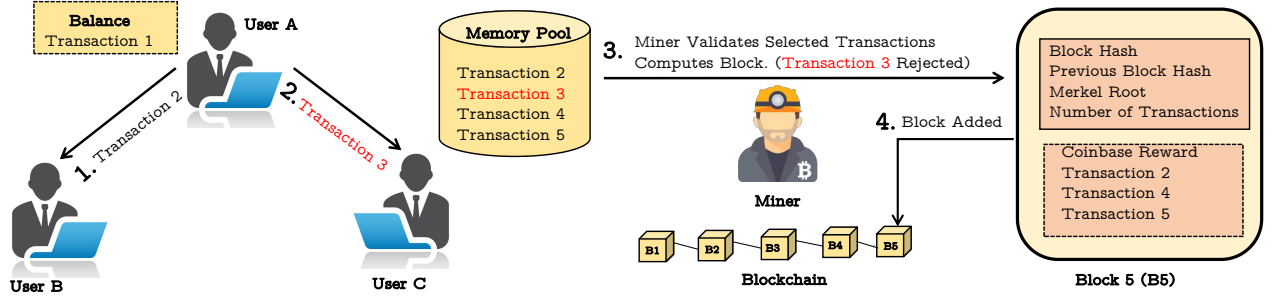 Balance
Transaction 1
User A
1. Transaction 2
2. Transaction 3
User B
User C
Memory Pool
Transaction 2
Transaction 3
Transaction 4
Transaction 5
3. Miner Validates Selected Transactions
Computes Block. (Transaction 3 Rejected)
Miner
4. Block Added
B1
B2
B3
B4
B5
Blockchain
Block Hash
Previous Block Hash
Merkel Root
Number of Transactions
Coinbase Reward
Transaction 2
Transaction 4
Transaction 5
Block 5 (B5)